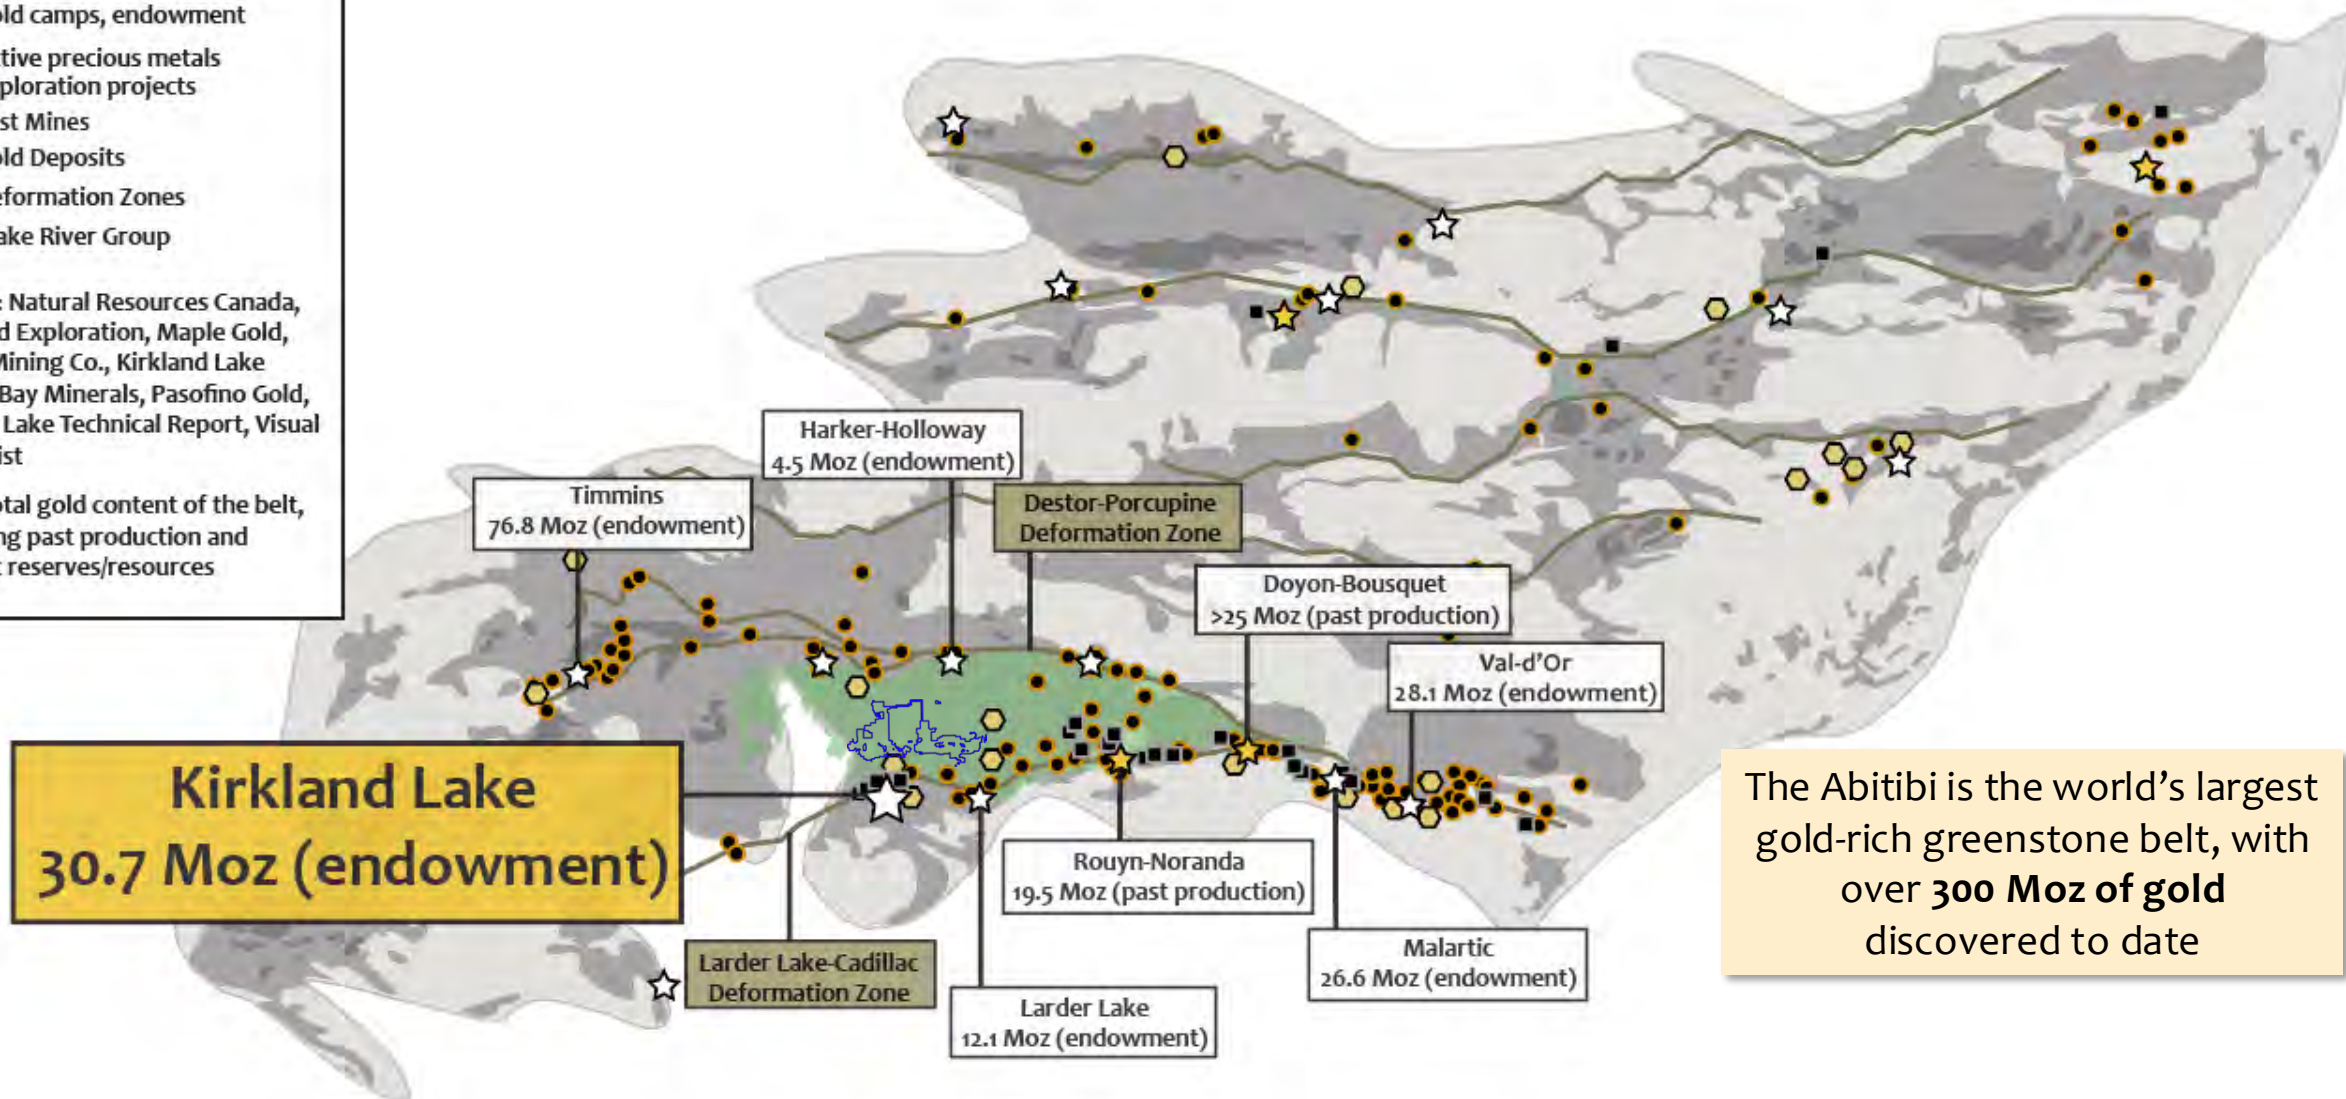 old camps, endowment
tive precious metals
ploration projects
st Mines
old Deposits
eformation Zones
ake River Group
: Natural Resources Canada,
d Exploration, Maple Gold,
Mining Co., Kirkland Lake
Bay Minerals, Pasofino Gold,
Lake Technical Report, Visual
ist
otal gold content of the belt,
ng past production and
t reserves/resources
Harker-Holloway
4.5 Moz (endowment)
Timmins
76.8 Moz (endowment)
Destor-Porcupine
Deformation Zone
Doyon-Bousquet
>25 Moz (past production)
Val-d’Or
28.1 Moz (endowment)
Kirkland Lake
30.7 Moz (endowment)
Rouyn-Noranda
19.5 Moz (past production)
Larder Lake-Cadillac
Deformation Zone
Malartic
26.6 Moz (endowment)
Larder Lake
12.1 Moz (endowment)
The Abitibi is the world’s largest
gold-rich greenstone belt, with
over 300 Moz of gold
discovered to date